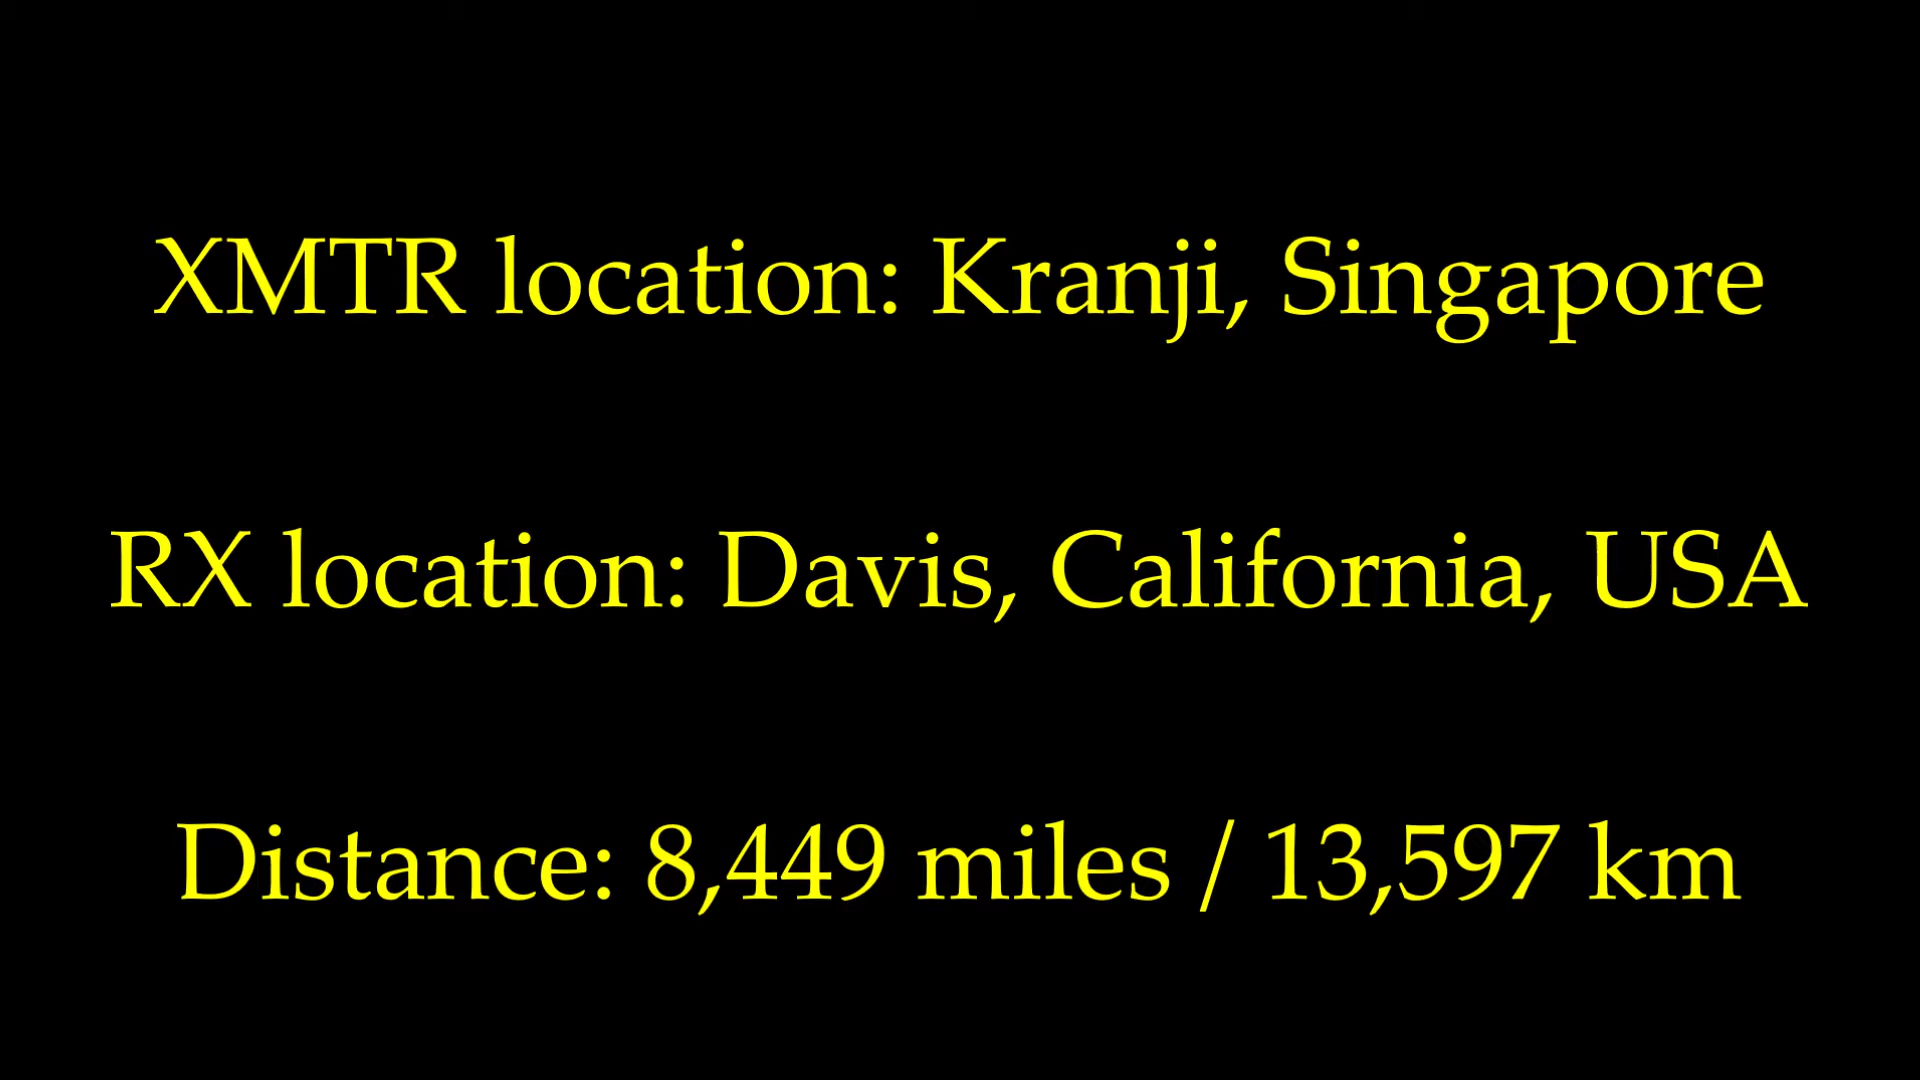 XMTR location: Kranji, Singapore
RX location: Davis, California, USA
Distance: 8,449 miles / 13,597 km